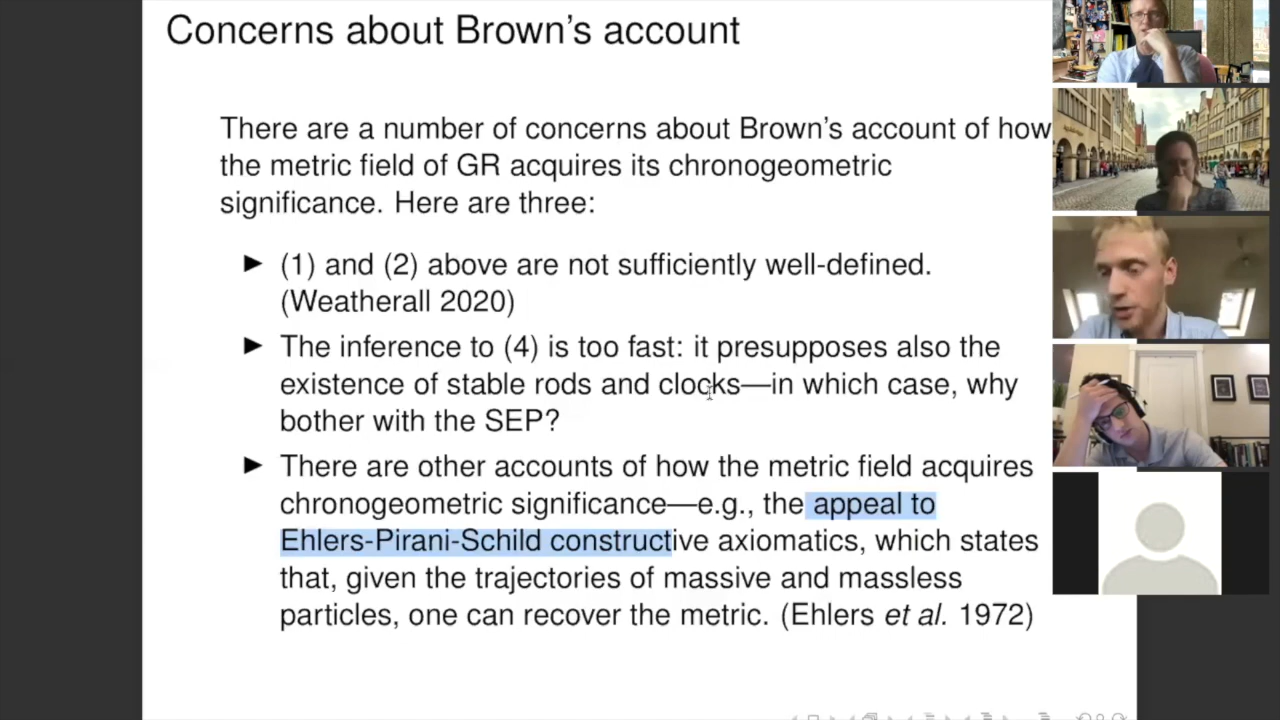 Concerns about Brown's account
There are a number of concerns about Brown's account of how
the metric field of GR acquires its chronogeometric
significance. Here are three:
► (1) and (2) above are not sufficiently well-defined.
(Weatherall 2020)
► The inference to (4) is too fast: it presupposes also the
existence of stable rods and clocks—in which case, why
bother with the SEP?
► There are other accounts of how the metric field acquires
chronogeometric significance—e.g., the appeal to
Ehlers-Pirani-Schild constructive axiomatics, which states
that, given the trajectories of massive and massless
particles, one can recover the metric. (Ehlers et al. 1972)